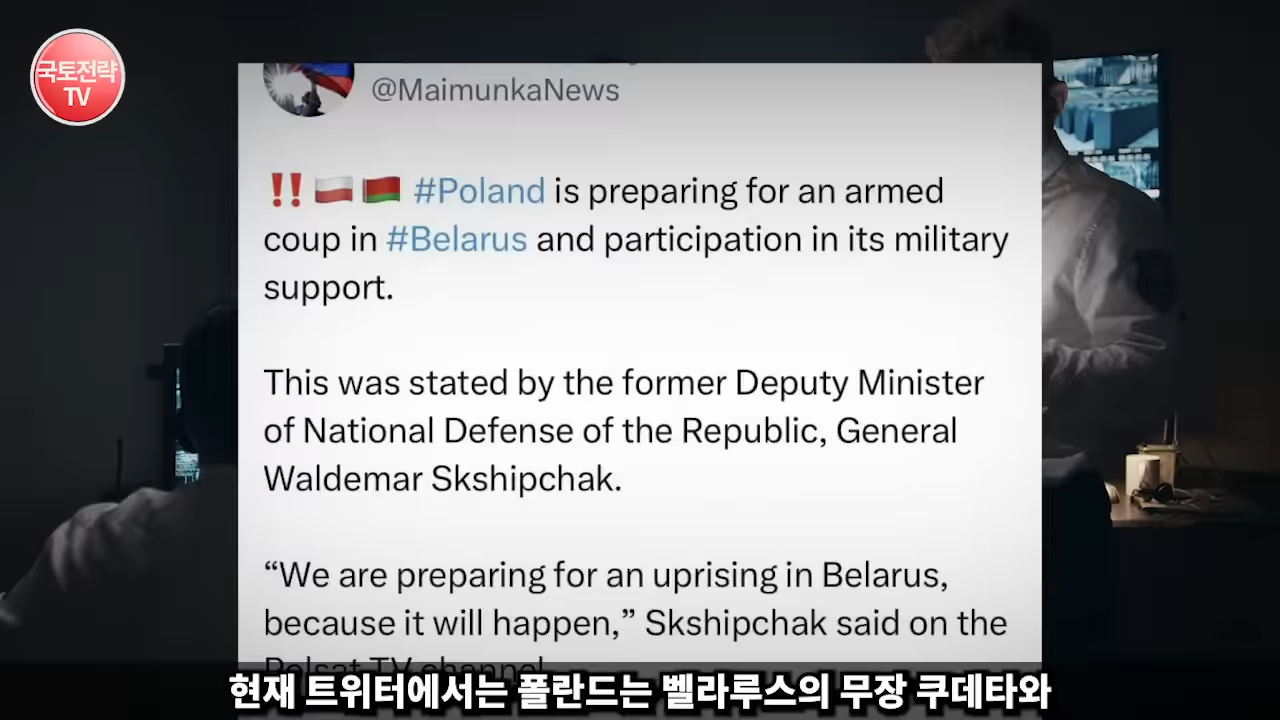 국토전략
TV
@MaimunkaNews
‼️🇵🇱🇧🇾 #Poland is preparing for an armed
coup in #Belarus and participation in its military
support.
This was stated by the former Deputy Minister
of National Defense of the Republic, General
Waldemar Skshipchak.
“We are preparing for an uprising in Belarus,
because it will happen,” Skshipchak said on the
Polsat TV channel.
현재 트위터에서는 폴란드는 벨라루스의 무장 쿠데타와